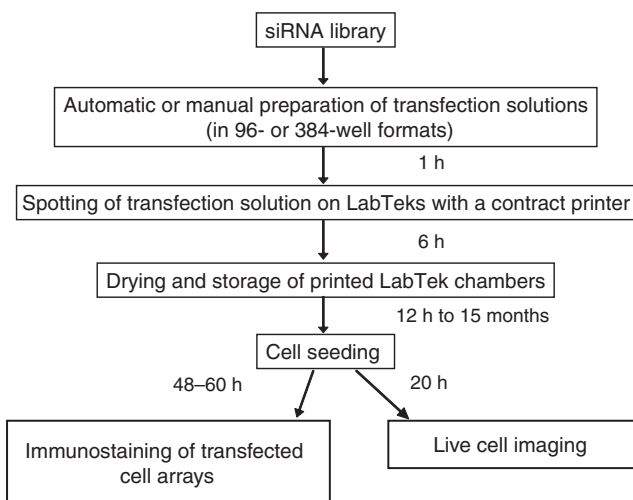 siRNA library
Automatic or manual preparation of transfection solutions
(in 96- or 384-well formats)
1 h
Spotting of transfection solution on LabTeks with a contract printer
6 h
Drying and storage of printed LabTek chambers
12 h to 15 months
Cell seeding
48–60 h
20 h
Immunostaining of transfected
cell arrays
Live cell imaging